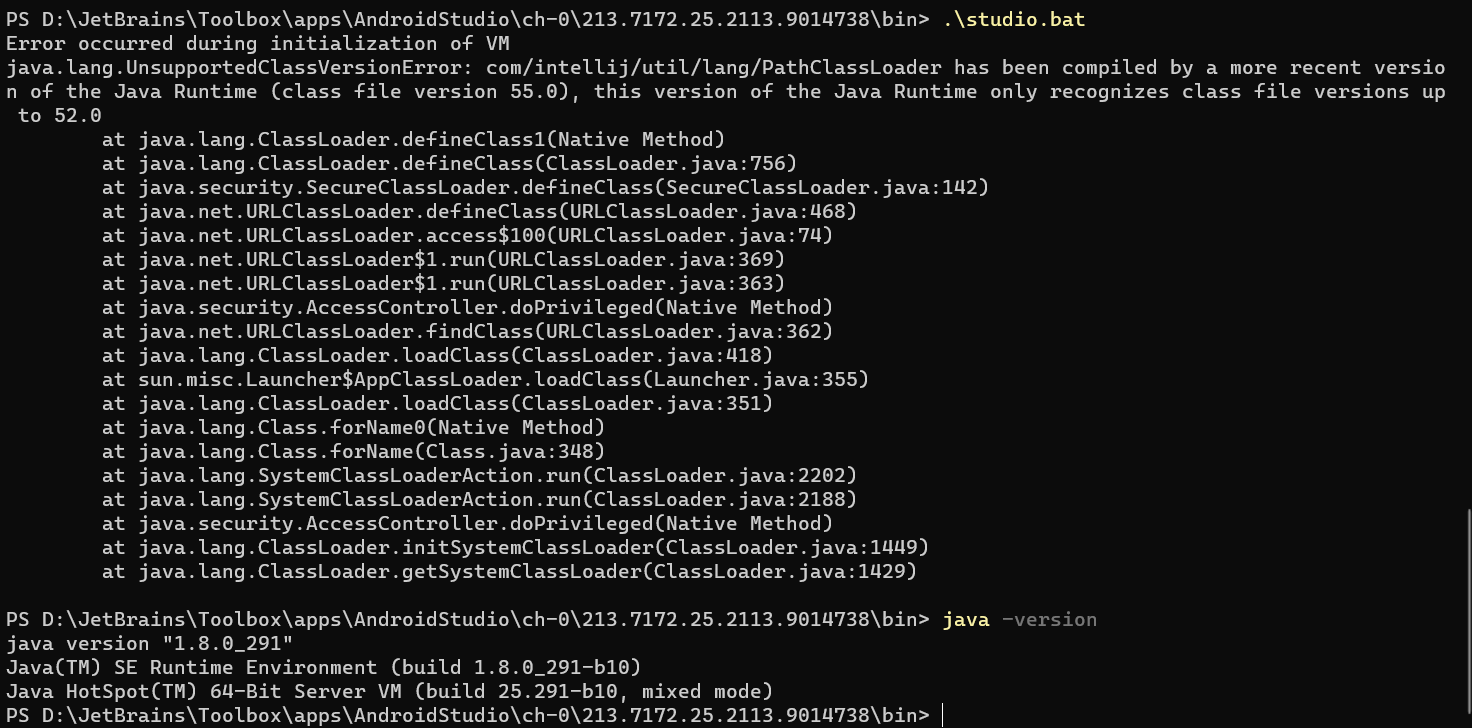 PS D:\JetBrains\Toolbox\apps\AndroidStudio\ch-0\213.7172.25.2113.9014738\bin> .\studio.bat
Error occurred during initialization of VM
java.lang.UnsupportedClassVersionError: com/intellij/util/lang/PathClassLoader has been compiled by a more recent versio
n of the Java Runtime (class file version 55.0), this version of the Java Runtime only recognizes class file versions up
 to 52.0
        at java.lang.ClassLoader.defineClass1(Native Method)
        at java.lang.ClassLoader.defineClass(ClassLoader.java:756)
        at java.security.SecureClassLoader.defineClass(SecureClassLoader.java:142)
        at java.net.URLClassLoader.defineClass(URLClassLoader.java:468)
        at java.net.URLClassLoader.access$100(URLClassLoader.java:74)
        at java.net.URLClassLoader$1.run(URLClassLoader.java:369)
        at java.net.URLClassLoader$1.run(URLClassLoader.java:363)
        at java.security.AccessController.doPrivileged(Native Method)
        at java.net.URLClassLoader.findClass(URLClassLoader.java:362)
        at java.lang.ClassLoader.loadClass(ClassLoader.java:418)
        at sun.misc.Launcher$AppClassLoader.loadClass(Launcher.java:355)
        at java.lang.ClassLoader.loadClass(ClassLoader.java:351)
        at java.lang.Class.forName0(Native Method)
        at java.lang.Class.forName(Class.java:348)
        at java.lang.SystemClassLoaderAction.run(ClassLoader.java:2202)
        at java.lang.SystemClassLoaderAction.run(ClassLoader.java:2188)
        at java.security.AccessController.doPrivileged(Native Method)
        at java.lang.ClassLoader.initSystemClassLoader(ClassLoader.java:1449)
        at java.lang.ClassLoader.getSystemClassLoader(ClassLoader.java:1429)

PS D:\JetBrains\Toolbox\apps\AndroidStudio\ch-0\213.7172.25.2113.9014738\bin> java -version
java version "1.8.0_291"
Java(TM) SE Runtime Environment (build 1.8.0_291-b10)
Java HotSpot(TM) 64-Bit Server VM (build 25.291-b10, mixed mode)
PS D:\JetBrains\Toolbox\apps\AndroidStudio\ch-0\213.7172.25.2113.9014738\bin>